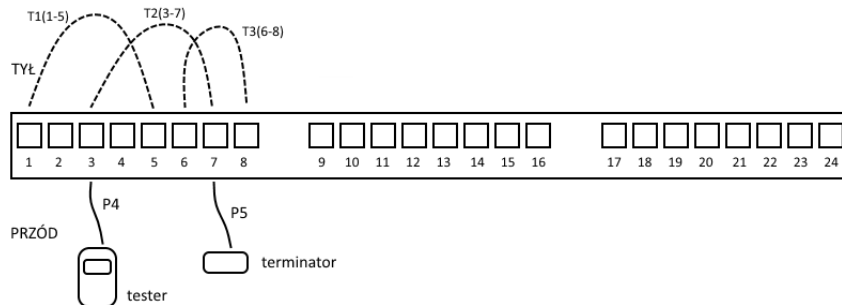 T1(1-5) T2(3-7) T3(6-8)
TYŁ
1 2 3 4 5 6 7 8 9 10 11 12 13 14 15 16 17 18 19 20 21 22 23 24
P4 P5
PRZÓD
terminator
tester